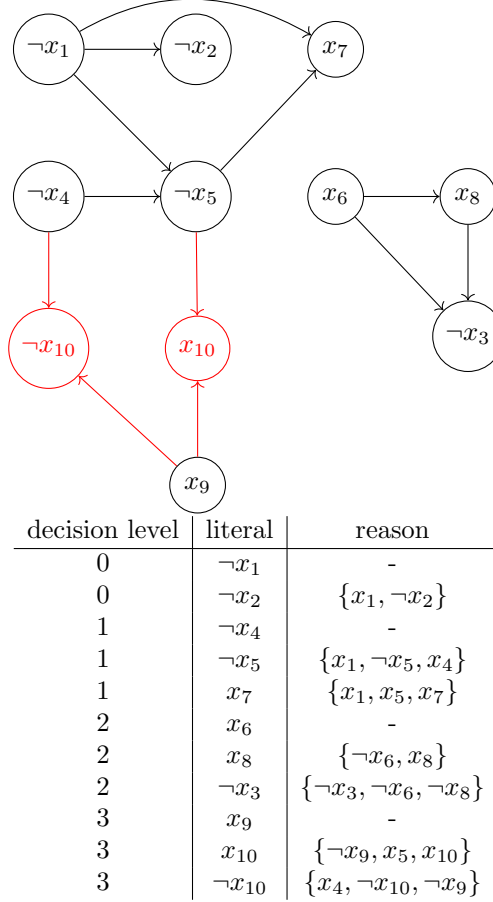 ¬x₁ ¬x₂ x₇
¬x₄ ¬x₅ x₆ x₈
¬x₁₀ x₁₀ ¬x₃
x₉
decision level literal reason
0 ¬x₁ -
0 ¬x₂ {x₁, ¬x₂}
1 ¬x₄ -
1 ¬x₅ {x₁, ¬x₅, x₄}
1 x₇ {x₁, x₅, x₇}
2 x₆ -
2 x₈ {¬x₆, x₈}
2 ¬x₃ {¬x₃, ¬x₆, ¬x₈}
3 x₉ -
3 x₁₀ {¬x₉, x₅, x₁₀}
3 ¬x₁₀ {x₄, ¬x₁₀, ¬x₉}